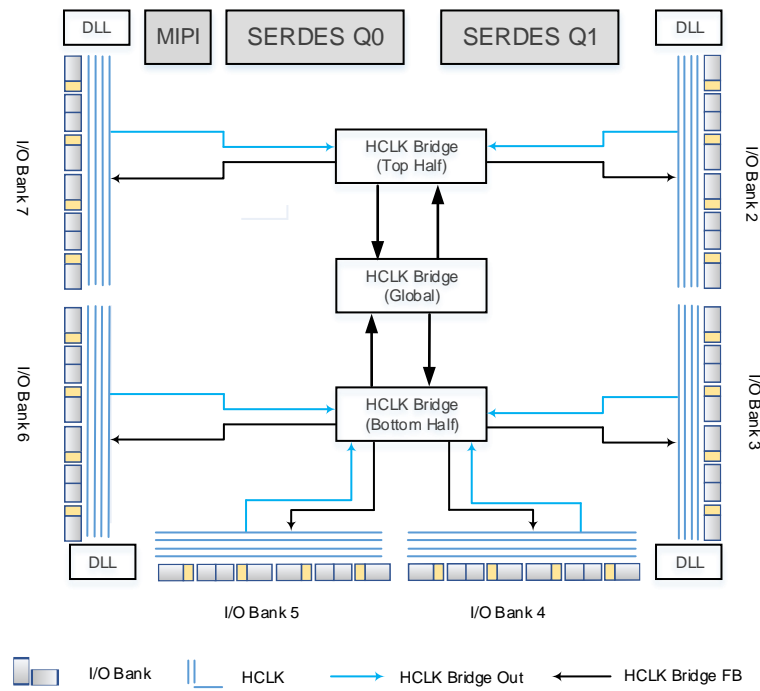 DLL
MIPI
SERDES Q0
SERDES Q1
DLL
I/O Bank 7
HCLK Bridge
(Top Half)
I/O Bank 2
HCLK Bridge
(Global)
I/O Bank 6
HCLK Bridge
(Bottom Half)
I/O Bank 3
DLL
DLL
I/O Bank 5
I/O Bank 4
I/O Bank
HCLK
HCLK Bridge Out
HCLK Bridge FB